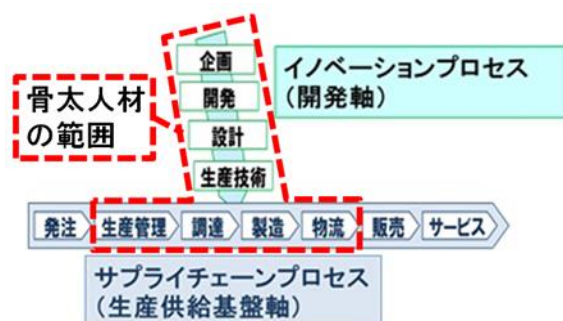 企画
イノベーションプロセス
(開発軸)
骨太人材
の範囲
開発
設計
生産技術
発注 生産管理 調達 製造 物流 販売 サービス
サプライチェーンプロセス
(生産供給基盤軸)